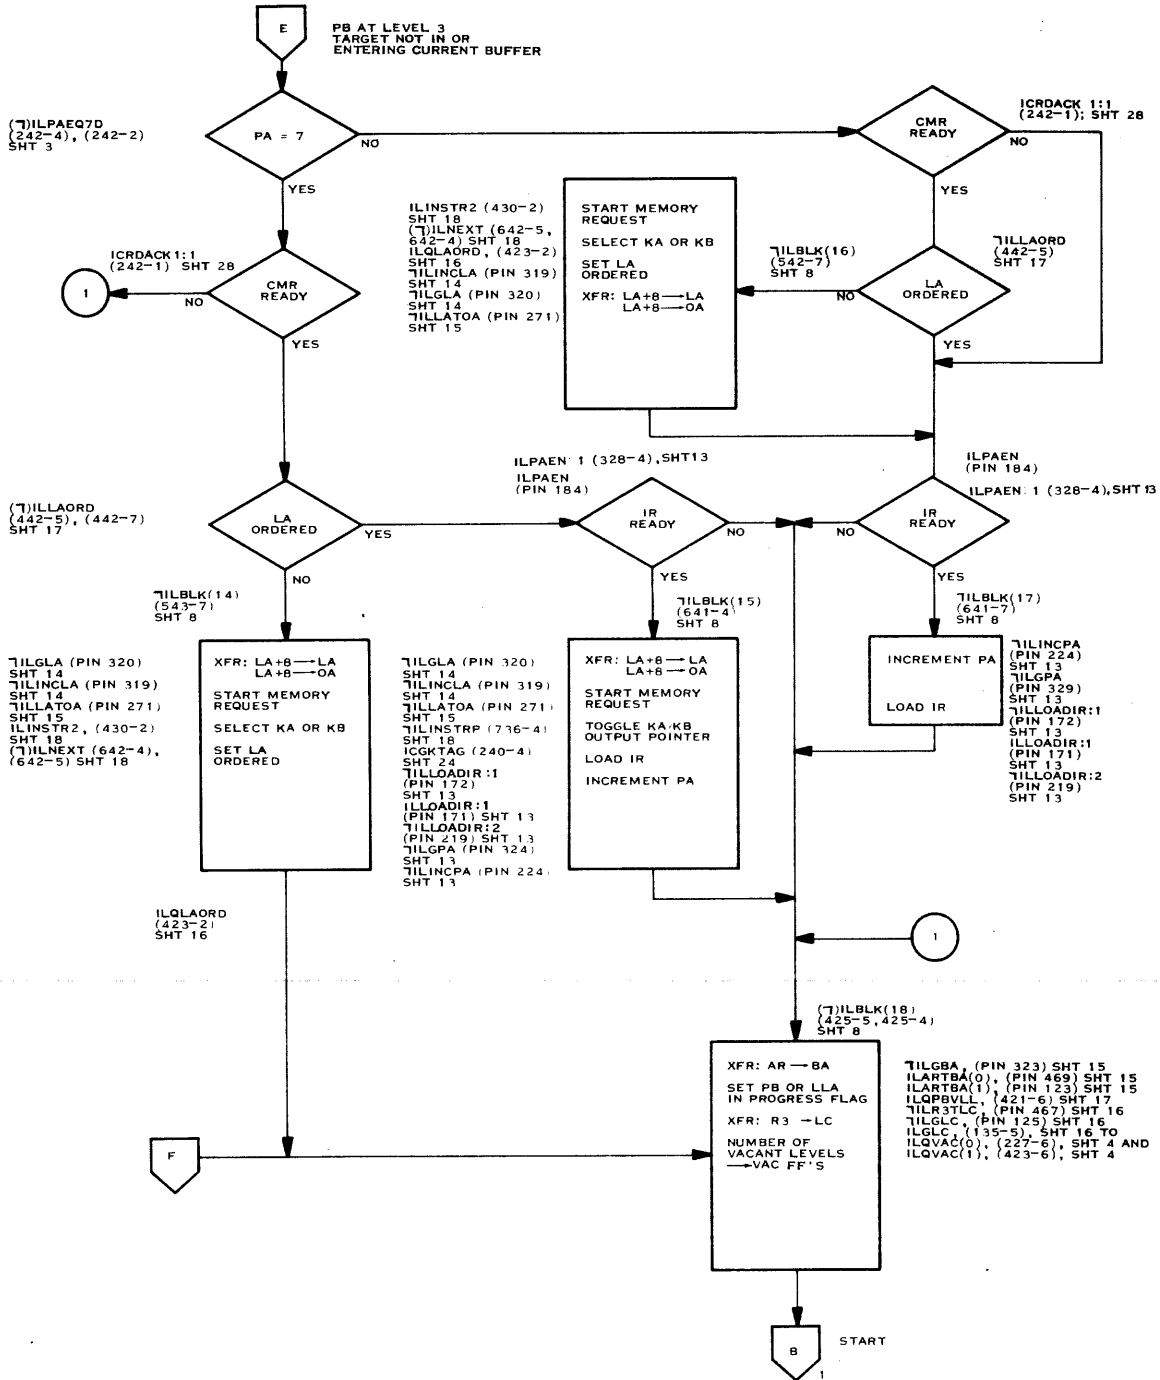 E
PB AT LEVEL 3
TARGET NOT IN OR
ENTERING CURRENT BUFFER
(¬)ILPAEQ7D
(242-4), (242-2)
SHT 3
PA = 7
NO
YES
CMR
READY
NO
YES
ICRDACK 1:1
(242-1); SHT 28
ILINSTR2 (430-2)
SHT 18
(¬)ILNEXT (642-5,
642-4) SHT 18
ILQLAORD, (423-2)
SHT 16
¬ILINCLA (PIN 319)
SHT 14
¬ILGLA (PIN 320)
SHT 14
¬ILLATOA (PIN 271)
SHT 15
START MEMORY
REQUEST
SELECT KA OR KB
SET LA
ORDERED
XFR: LA+8 → LA
LA+8 → OA
¬ILBLK(16)
(542-7)
SHT 8
¬ILLAORD
(442-5)
SHT 17
LA
ORDERED
NO
YES
ICRDACK1:1
(242-1) SHT 28
1
NO
CMR
READY
YES
ILPAEN: 1 (328-4), SHT13
ILPAEN
(PIN 184)
ILPAEN
(PIN 184)
ILPAEN: 1 (328-4), SHT 13
(¬)ILLAORD
(442-5), (442-7)
SHT 17
LA
ORDERED
YES
NO
IR
READY
NO
YES
IR
READY
NO
YES
¬ILBLK(14)
(543-7)
SHT 8
¬ILBLK(15)
(641-4)
SHT 8
¬ILBLK(17)
(641-7)
SHT 8
¬ILGLA (PIN 320)
SHT 14
¬ILINCLA (PIN 319)
SHT 14
¬ILLATOA (PIN 271)
SHT 15
ILINSTR2, (430-2)
SHT 18
(¬)ILNEXT (642-4),
(642-5) SHT 18
XFR: LA+8 → LA
LA+8 → OA
START MEMORY
REQUEST
SELECT KA OR KB
SET LA
ORDERED
¬ILGLA (PIN 320)
SHT 14
¬ILINCLA (PIN 319)
SHT 14
¬ILLATOA (PIN 271)
SHT 15
¬ILINSTRP (736-4)
SHT 18
ICGKTAG (240-4)
SHT 24
¬ILLOADIR:1
(PIN 172)
SHT 13
ILLOADIR:1
(PIN 171) SHT 13
¬ILLOADIR:2
(PIN 219) SHT 13
¬ILGPA (PIN 324)
SHT 13
¬ILINCPA (PIN 224)
SHT 13
XFR: LA+8 → LA
LA+8 → OA
START MEMORY
REQUEST
TOGGLE KA/KB
OUTPUT POINTER
LOAD IR
INCREMENT PA
INCREMENT PA
LOAD IR
¬ILINCPA
(PIN 224)
SHT 13
¬ILGPA
(PIN 329)
SHT 13
¬ILLOADIR:1
(PIN 172)
SHT 13
ILLOADIR:1
(PIN 171)
SHT 13
¬ILLOADIR:2
(PIN 219)
SHT 13
ILQLAORD
(423-2)
SHT 16
1
(¬)ILBLK(18)
(425-5,425-4)
SHT 8
XFR: AR → BA
SET PB OR LLA
IN PROGRESS FLAG
XFR: R3 → LC
NUMBER OF
VACANT LEVELS
→ VAC FF'S
¬ILGBA, (PIN 323) SHT 15
ILARTBA(0), (PIN 469) SHT 15
ILARTBA(1), (PIN 123) SHT 15
ILQPBVLL, (421-6) SHT 17
¬ILR3TLC, (PIN 467) SHT 16
¬ILGLC, (PIN 125) SHT 16
ILGLC, (135-5), SHT 16 TO
ILQVAC(0), (227-6), SHT 4 AND
ILQVAC(1), (423-6), SHT 4
F
B
1
START